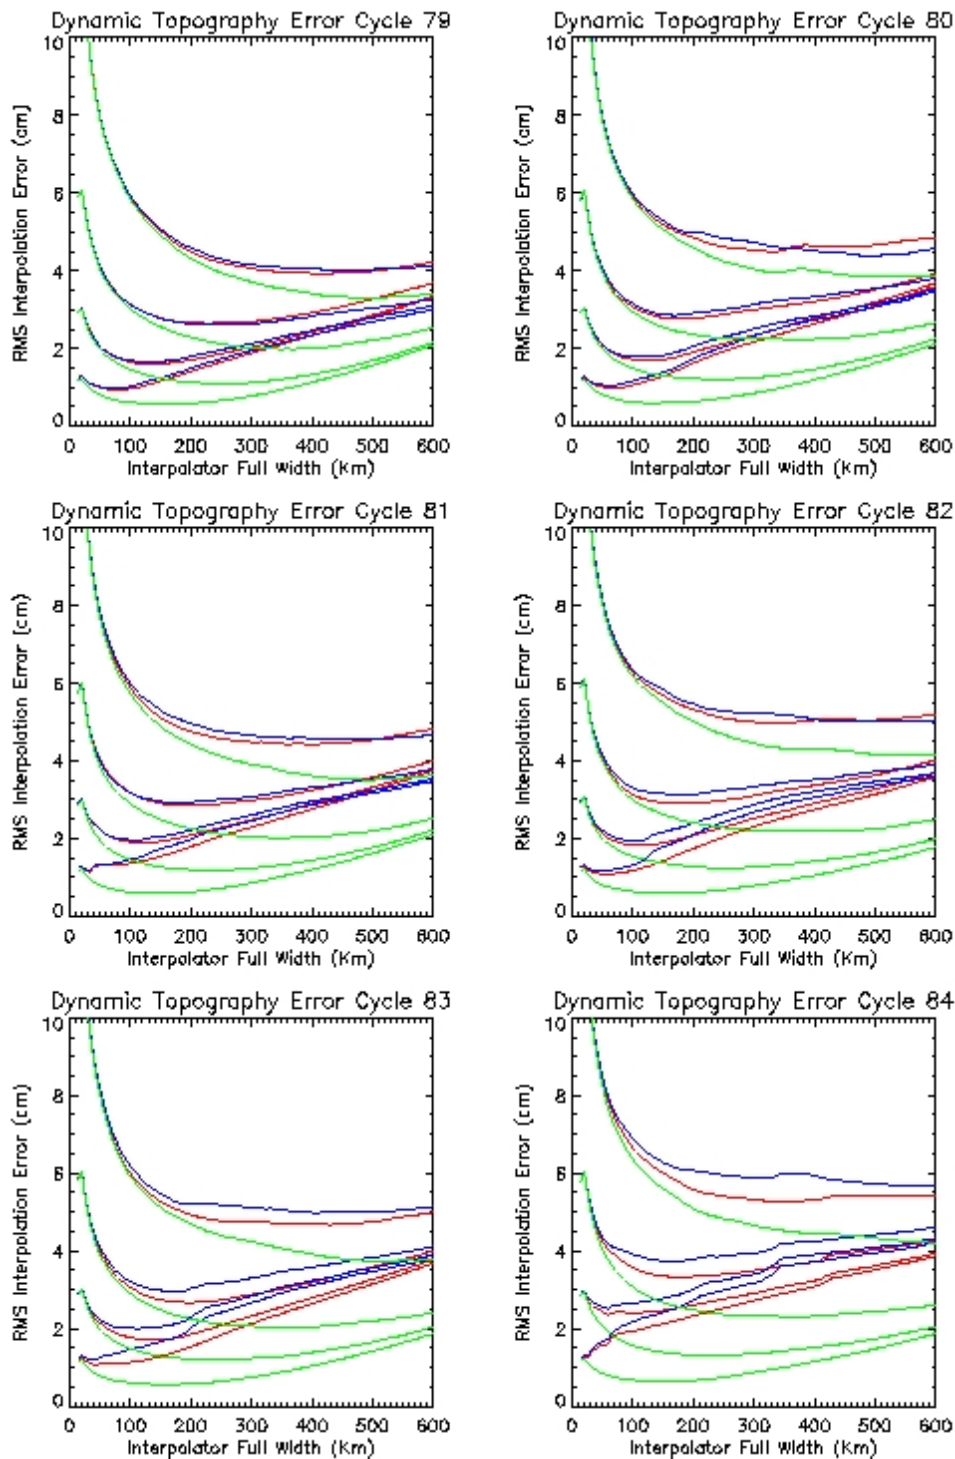 Dynamic Topography Error Cycle 79
10
8
6
4
2
0
RMS Interpolation Error (cm)
0 100 200 300 400 500 600
Interpolator Full Width (Km)
Dynamic Topography Error Cycle 80
10
8
6
4
2
0
RMS Interpolation Error (cm)
0 100 200 300 400 500 600
Interpolator Full Width (Km)
Dynamic Topography Error Cycle 81
10
8
6
4
2
0
RMS Interpolation Error (cm)
0 100 200 300 400 500 600
Interpolator Full Width (Km)
Dynamic Topography Error Cycle 82
10
8
6
4
2
0
RMS Interpolation Error (cm)
0 100 200 300 400 500 600
Interpolator Full Width (Km)
Dynamic Topography Error Cycle 83
10
8
6
4
2
0
RMS Interpolation Error (cm)
0 100 200 300 400 500 600
Interpolator Full Width (Km)
Dynamic Topography Error Cycle 84
10
8
6
4
2
0
RMS Interpolation Error (cm)
0 100 200 300 400 500 600
Interpolator Full Width (Km)